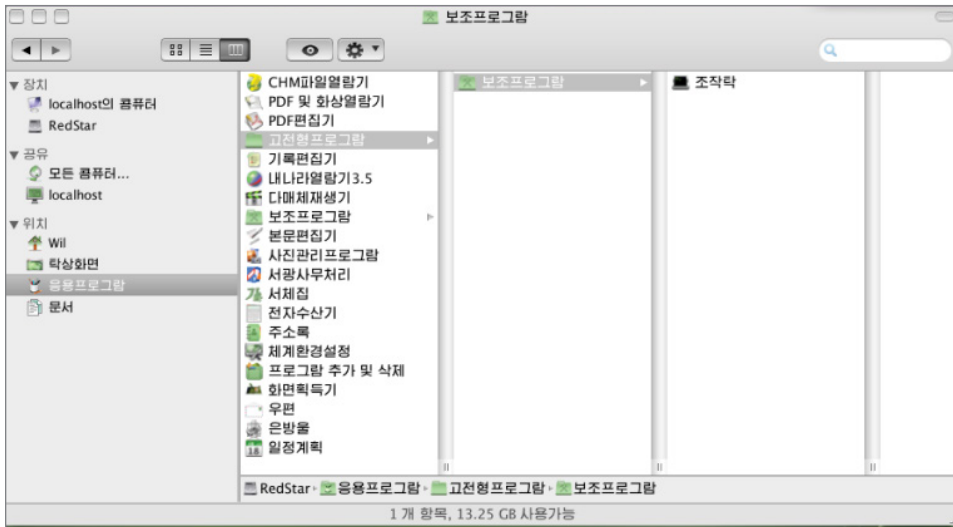 보조프로그람
▼ 장치
localhost의 콤퓨터
RedStar
▼ 공유
모든 콤퓨터...
localhost
▼ 위치
Wil
탁상화면
응용프로그람
문서
CHM파일열람기
PDF 및 화상열람기
PDF편집기
고전형프로그람
기록편집기
내나라열람기3.5
다매체재생기
보조프로그람
본문편집기
사진관리프로그람
서광사무처리
서체집
전자수산기
주소록
체계환경설정
프로그람 추가 및 삭제
화면획득기
우편
은방울
18 일정계획
보조프로그람
조작탁
RedStar 응용프로그람 고전형프로그람 보조프로그람
1 개 항목, 13.25 GB 사용가능